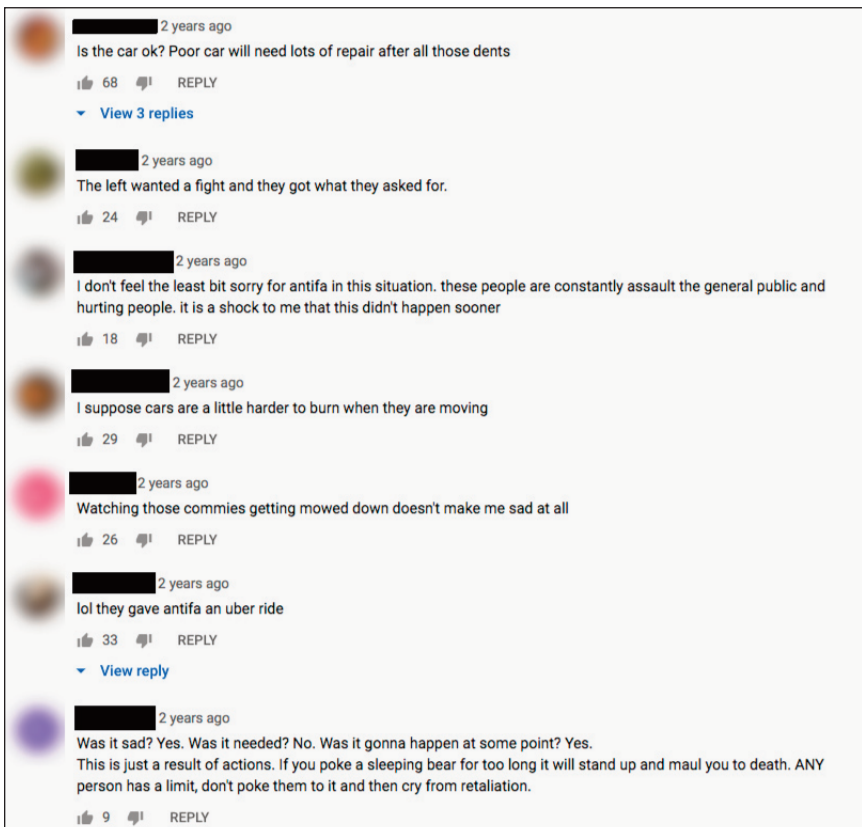 2 years ago
Is the car ok? Poor car will need lots of repair after all those dents
68 REPLY
View 3 replies
2 years ago
The left wanted a fight and they got what they asked for.
24 REPLY
2 years ago
I don't feel the least bit sorry for antifa in this situation. these people are constantly assault the general public and
hurting people. it is a shock to me that this didn't happen sooner
18 REPLY
2 years ago
I suppose cars are a little harder to burn when they are moving
29 REPLY
2 years ago
Watching those commies getting mowed down doesn't make me sad at all
26 REPLY
2 years ago
lol they gave antifa an uber ride
33 REPLY
View reply
2 years ago
Was it sad? Yes. Was it needed? No. Was it gonna happen at some point? Yes.
This is just a result of actions. If you poke a sleeping bear for too long it will stand up and maul you to death. ANY
person has a limit, don't poke them to it and then cry from retaliation.
9 REPLY